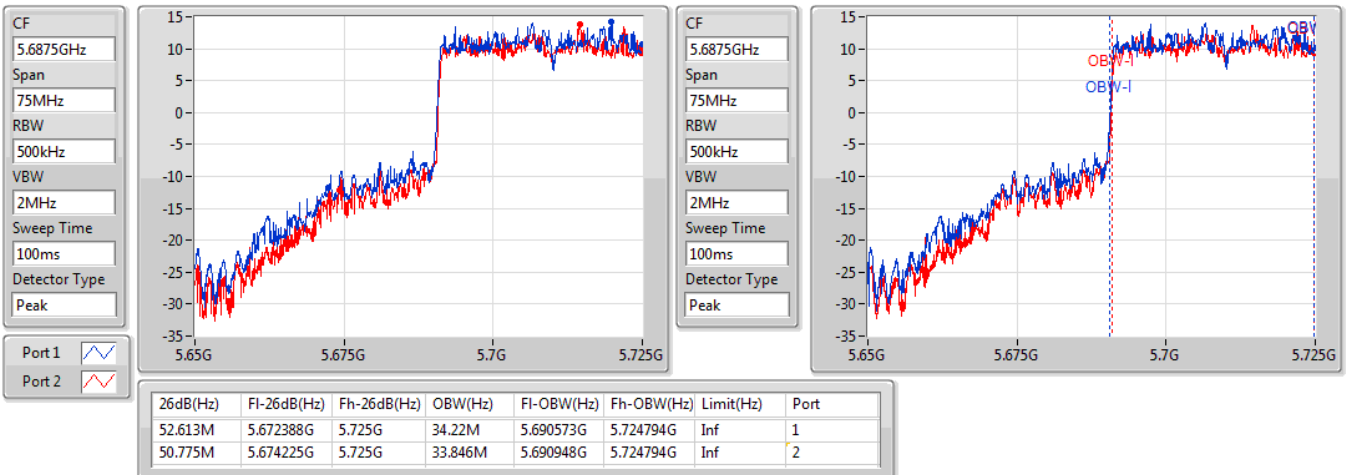 CF
5.6875GHz
Span
75MHz
RBW
500kHz
VBW
2MHz
Sweep Time
100ms
Detector Type
Peak
Port 1
Port 2
15
10
5
0
-5
-10
-15
-20
-25
-30
-35
5.65G 5.675G 5.7G 5.725G
CF
5.6875GHz
Span
75MHz
RBW
500kHz
VBW
2MHz
Sweep Time
100ms
Detector Type
Peak
15
10
5
0
-5
-10
-15
-20
-25
-30
-35
OBW
OBW-l
OBW-l
5.65G 5.675G 5.7G 5.725G
26dB(Hz) Fl-26dB(Hz) Fh-26dB(Hz) OBW(Hz) Fl-OBW(Hz) Fh-OBW(Hz) Limit(Hz) Port
52.613M 5.672388G 5.725G 34.22M 5.690573G 5.724794G Inf 1
50.775M 5.674225G 5.725G 33.846M 5.690948G 5.724794G Inf 2